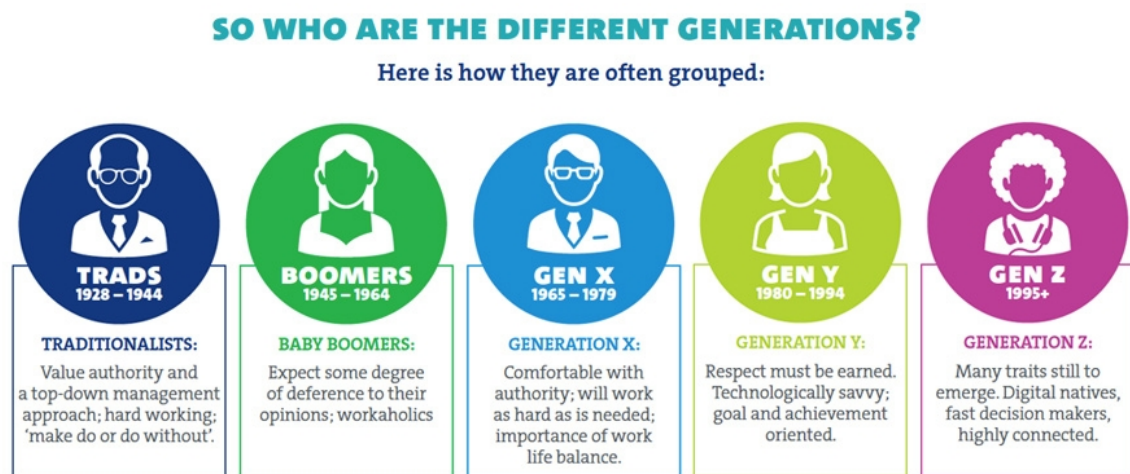 SO WHO ARE THE DIFFERENT GENERATIONS?
Here is how they are often grouped:
TRADS
1928 – 1944
TRADITIONALISTS:
Value authority and
a top-down management
approach; hard working;
‘make do or do without’.
BOOMERS
1945 – 1964
BABY BOOMERS:
Expect some degree
of deference to their
opinions; workaholics
GEN X
1965 – 1979
GENERATION X:
Comfortable with
authority; will work
as hard as is needed;
importance of work
life balance.
GEN Y
1980 – 1994
GENERATION Y:
Respect must be earned.
Technologically savvy;
goal and achievement
oriented.
GEN Z
1995+
GENERATION Z:
Many traits still to
emerge. Digital natives,
fast decision makers,
highly connected.